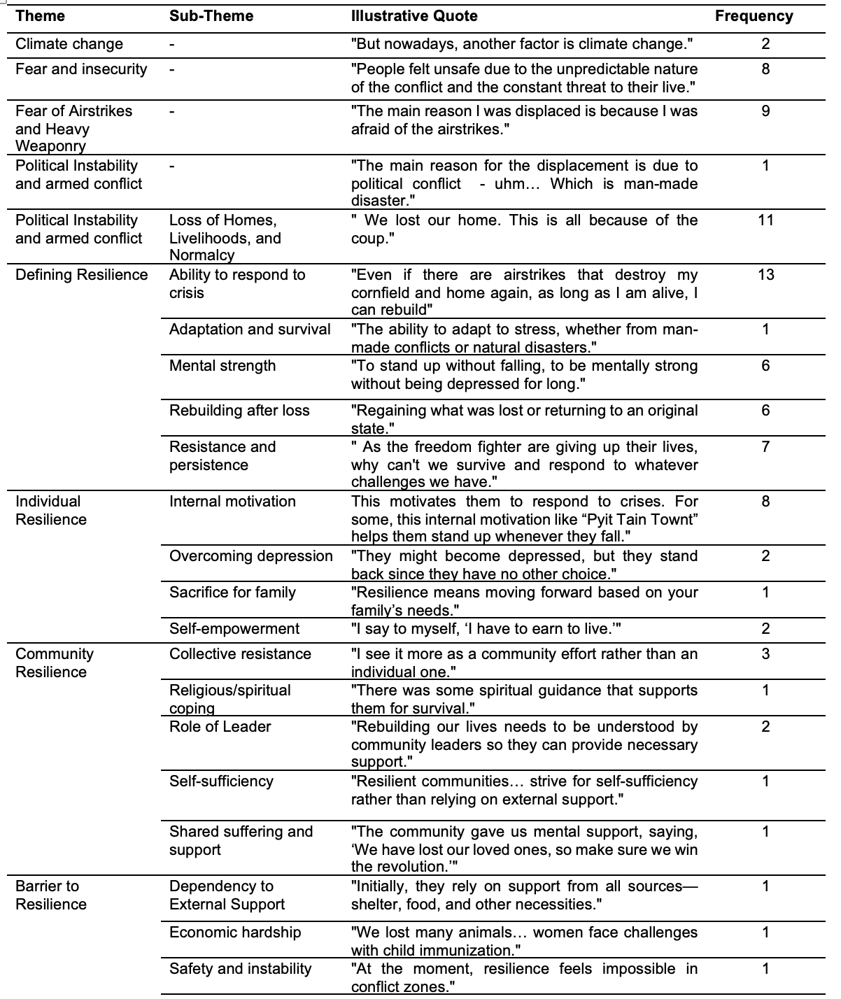 Theme Sub-Theme Illustrative Quote Frequency
Climate change - "But nowadays, another factor is climate change." 2
Fear and insecurity - "People felt unsafe due to the unpredictable nature 8
of the conflict and the constant threat to their live."
Fear of Airstrikes - "The main reason I was displaced is because I was 9
and Heavy afraid of the airstrikes."
Weaponry
Political Instability - "The main reason for the displacement is due to 1
and armed conflict political conflict - uhm… Which is man-made
disaster."
Political Instability Loss of Homes, " We lost our home. This is all because of the 11
and armed conflict Livelihoods, and coup."
Normalcy
Defining Resilience Ability to respond to "Even if there are airstrikes that destroy my 13
crisis cornfield and home again, as long as I am alive, I
can rebuild"
Adaptation and survival "The ability to adapt to stress, whether from man- 1
made conflicts or natural disasters."
Mental strength "To stand up without falling, to be mentally strong 6
without being depressed for long."
Rebuilding after loss "Regaining what was lost or returning to an original 6
state."
Resistance and " As the freedom fighter are giving up their lives, 7
persistence why can't we survive and respond to whatever
challenges we have."
Individual Internal motivation This motivates them to respond to crises. For 8
Resilience some, this internal motivation like “Pyit Tain Townt”
helps them stand up whenever they fall."
Overcoming depression "They might become depressed, but they stand 2
back since they have no other choice."
Sacrifice for family "Resilience means moving forward based on your 1
family’s needs."
Self-empowerment "I say to myself, ‘I have to earn to live.’" 2
Community Collective resistance "I see it more as a community effort rather than an 3
Resilience individual one."
Religious/spiritual "There was some spiritual guidance that supports 1
coping them for survival."
Role of Leader "Rebuilding our lives needs to be understood by 2
community leaders so they can provide necessary
support."
Self-sufficiency "Resilient communities… strive for self-sufficiency 1
rather than relying on external support."
Shared suffering and "The community gave us mental support, saying, 1
support ‘We have lost our loved ones, so make sure we win
the revolution.’"
Barrier to Dependency to "Initially, they rely on support from all sources— 1
Resilience External Support shelter, food, and other necessities."
Economic hardship "We lost many animals… women face challenges 1
with child immunization."
Safety and instability "At the moment, resilience feels impossible in 1
conflict zones."